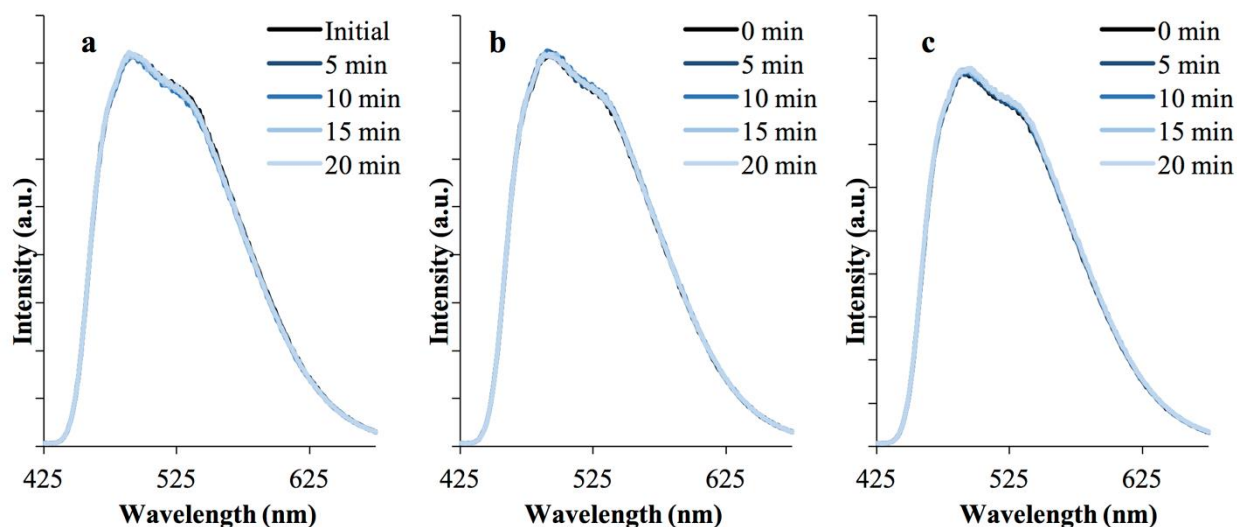 a
Initial
5 min
10 min
15 min
20 min
Intensity (a.u.)
425
525
625
Wavelength (nm)
b
0 min
5 min
10 min
15 min
20 min
Intensity (a.u.)
425
525
625
Wavelength (nm)
c
0 min
5 min
10 min
15 min
20 min
Intensity (a.u.)
425
525
625
Wavelength (nm)